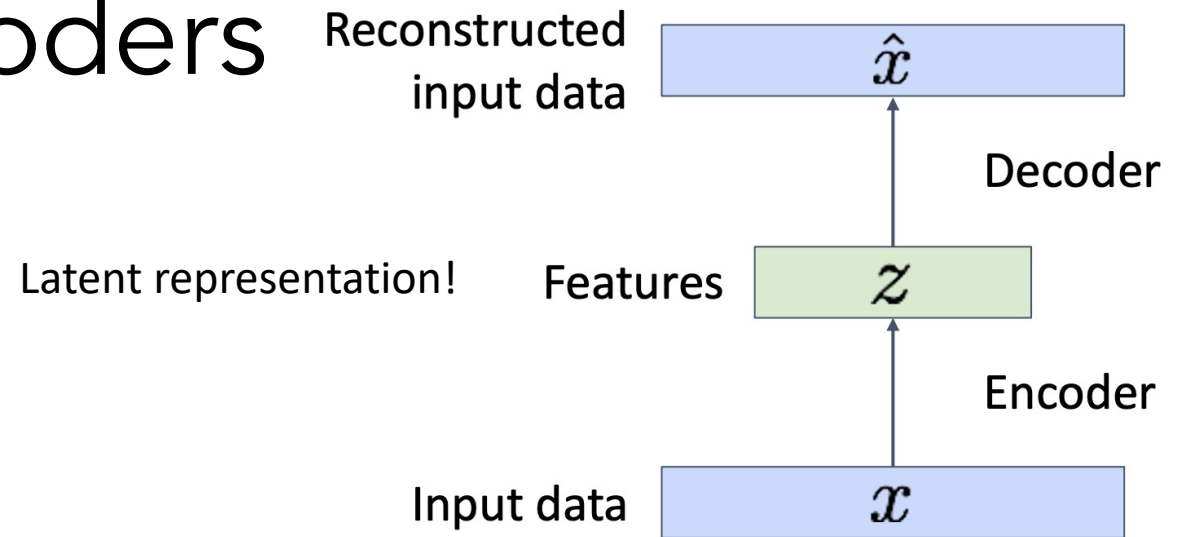 oders
Reconstructed
input data
x̂
Decoder
Latent representation!
Features
z
Encoder
Input data
x